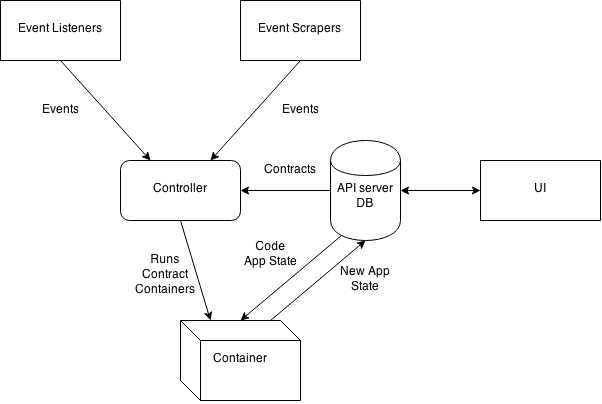 Event Listeners
Event Scrapers
Events
Events
Controller
Contracts
API server
DB
UI
Runs
Contract
Containers
Code
App State
New App
State
Container